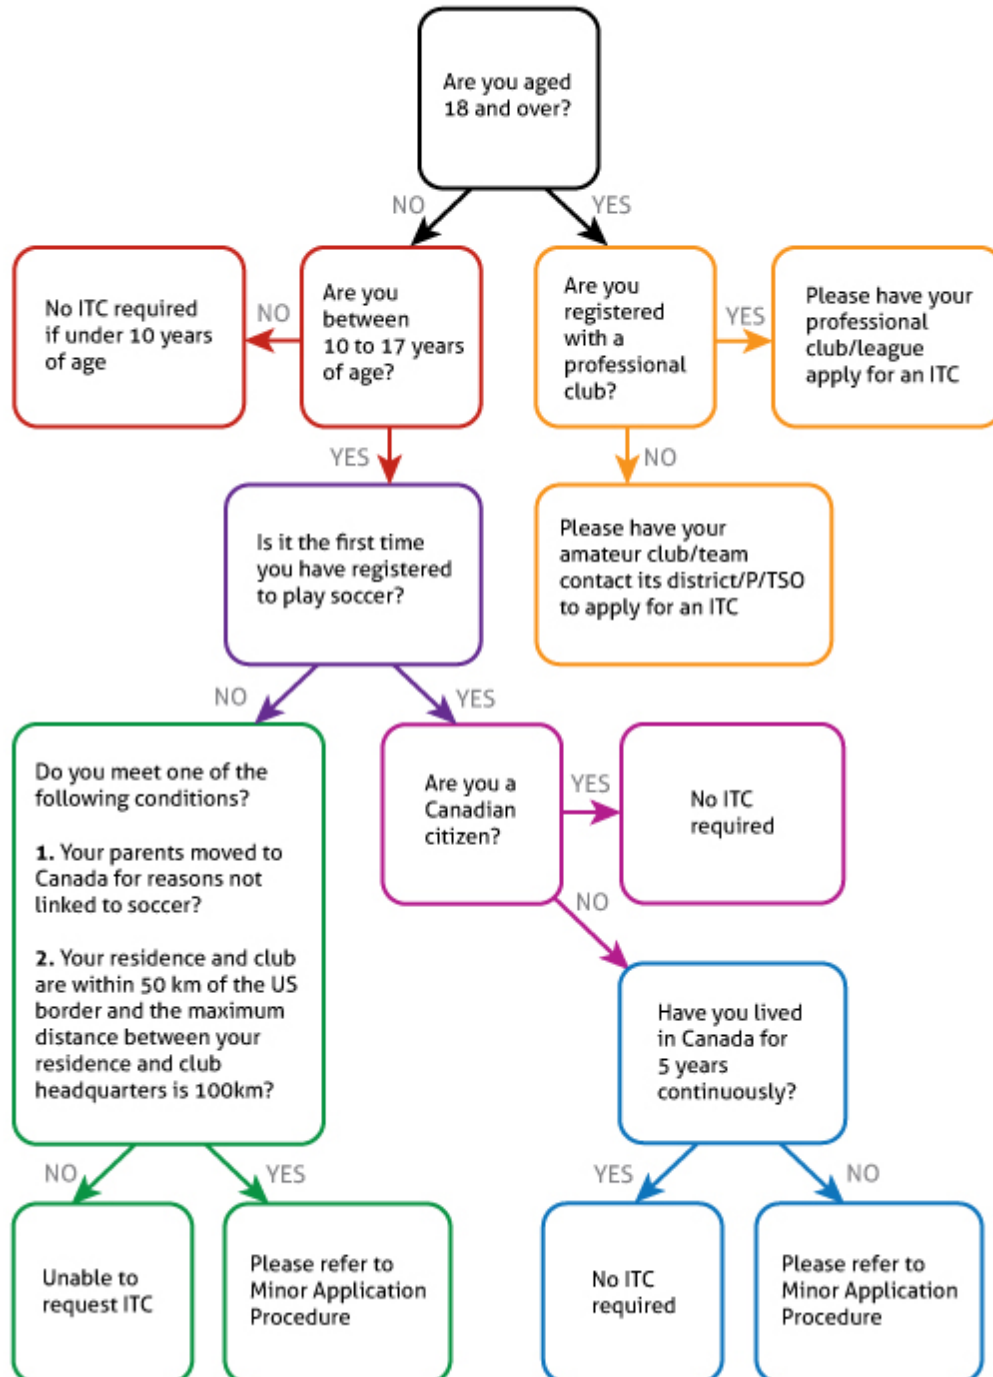 Are you aged
18 and over?
NO
YES
No ITC required
if under 10 years
of age
NO
Are you
between
10 to 17 years
of age?
Are you
registered
with a
professional
club?
YES
Please have your
professional
club/league
apply for an ITC
YES
NO
Is it the first time
you have registered
to play soccer?
Please have your
amateur club/team
contact its district/P/TSO
to apply for an ITC
NO
YES
Do you meet one of the
following conditions?
1. Your parents moved to
Canada for reasons not
linked to soccer?
2. Your residence and club
are within 50 km of the US
border and the maximum
distance between your
residence and club
headquarters is 100km?
Are you a
Canadian
citizen?
YES
No ITC
required
NO
Have you lived
in Canada for
5 years
continuously?
NO
YES
YES
NO
Unable to
request ITC
Please refer to
Minor Application
Procedure
No ITC
required
Please refer to
Minor Application
Procedure